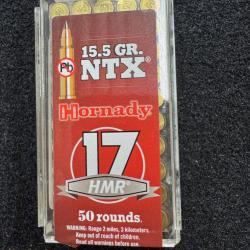 15.5 GR.
Pb
NTX®
Hornady®
17
HMR®
50 rounds.
WARNING: Range 2 miles, 3 kilometers.
Keep out of reach of children.
Read all warnings before use.